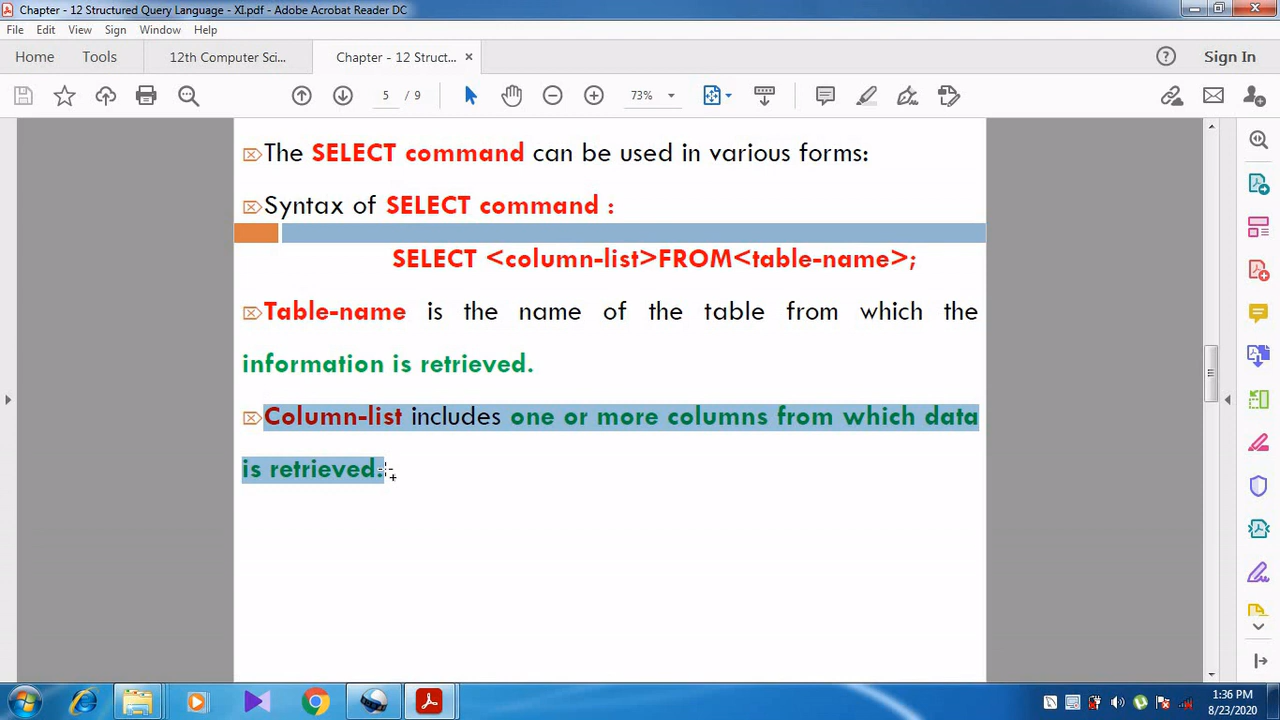 Chapter - 12 Structured Query Language - XI.pdf - Adobe Acrobat Reader DC
File Edit View Sign Window Help
Home Tools 12th Computer Sci... Chapter - 12 Struct... × Sign In
5 / 9 73%
The SELECT command can be used in various forms:
Syntax of SELECT command :
SELECT <column-list>FROM<table-name>;
Table-name is the name of the table from which the
information is retrieved.
Column-list includes one or more columns from which data
is retrieved.
1:36 PM
8/23/2020